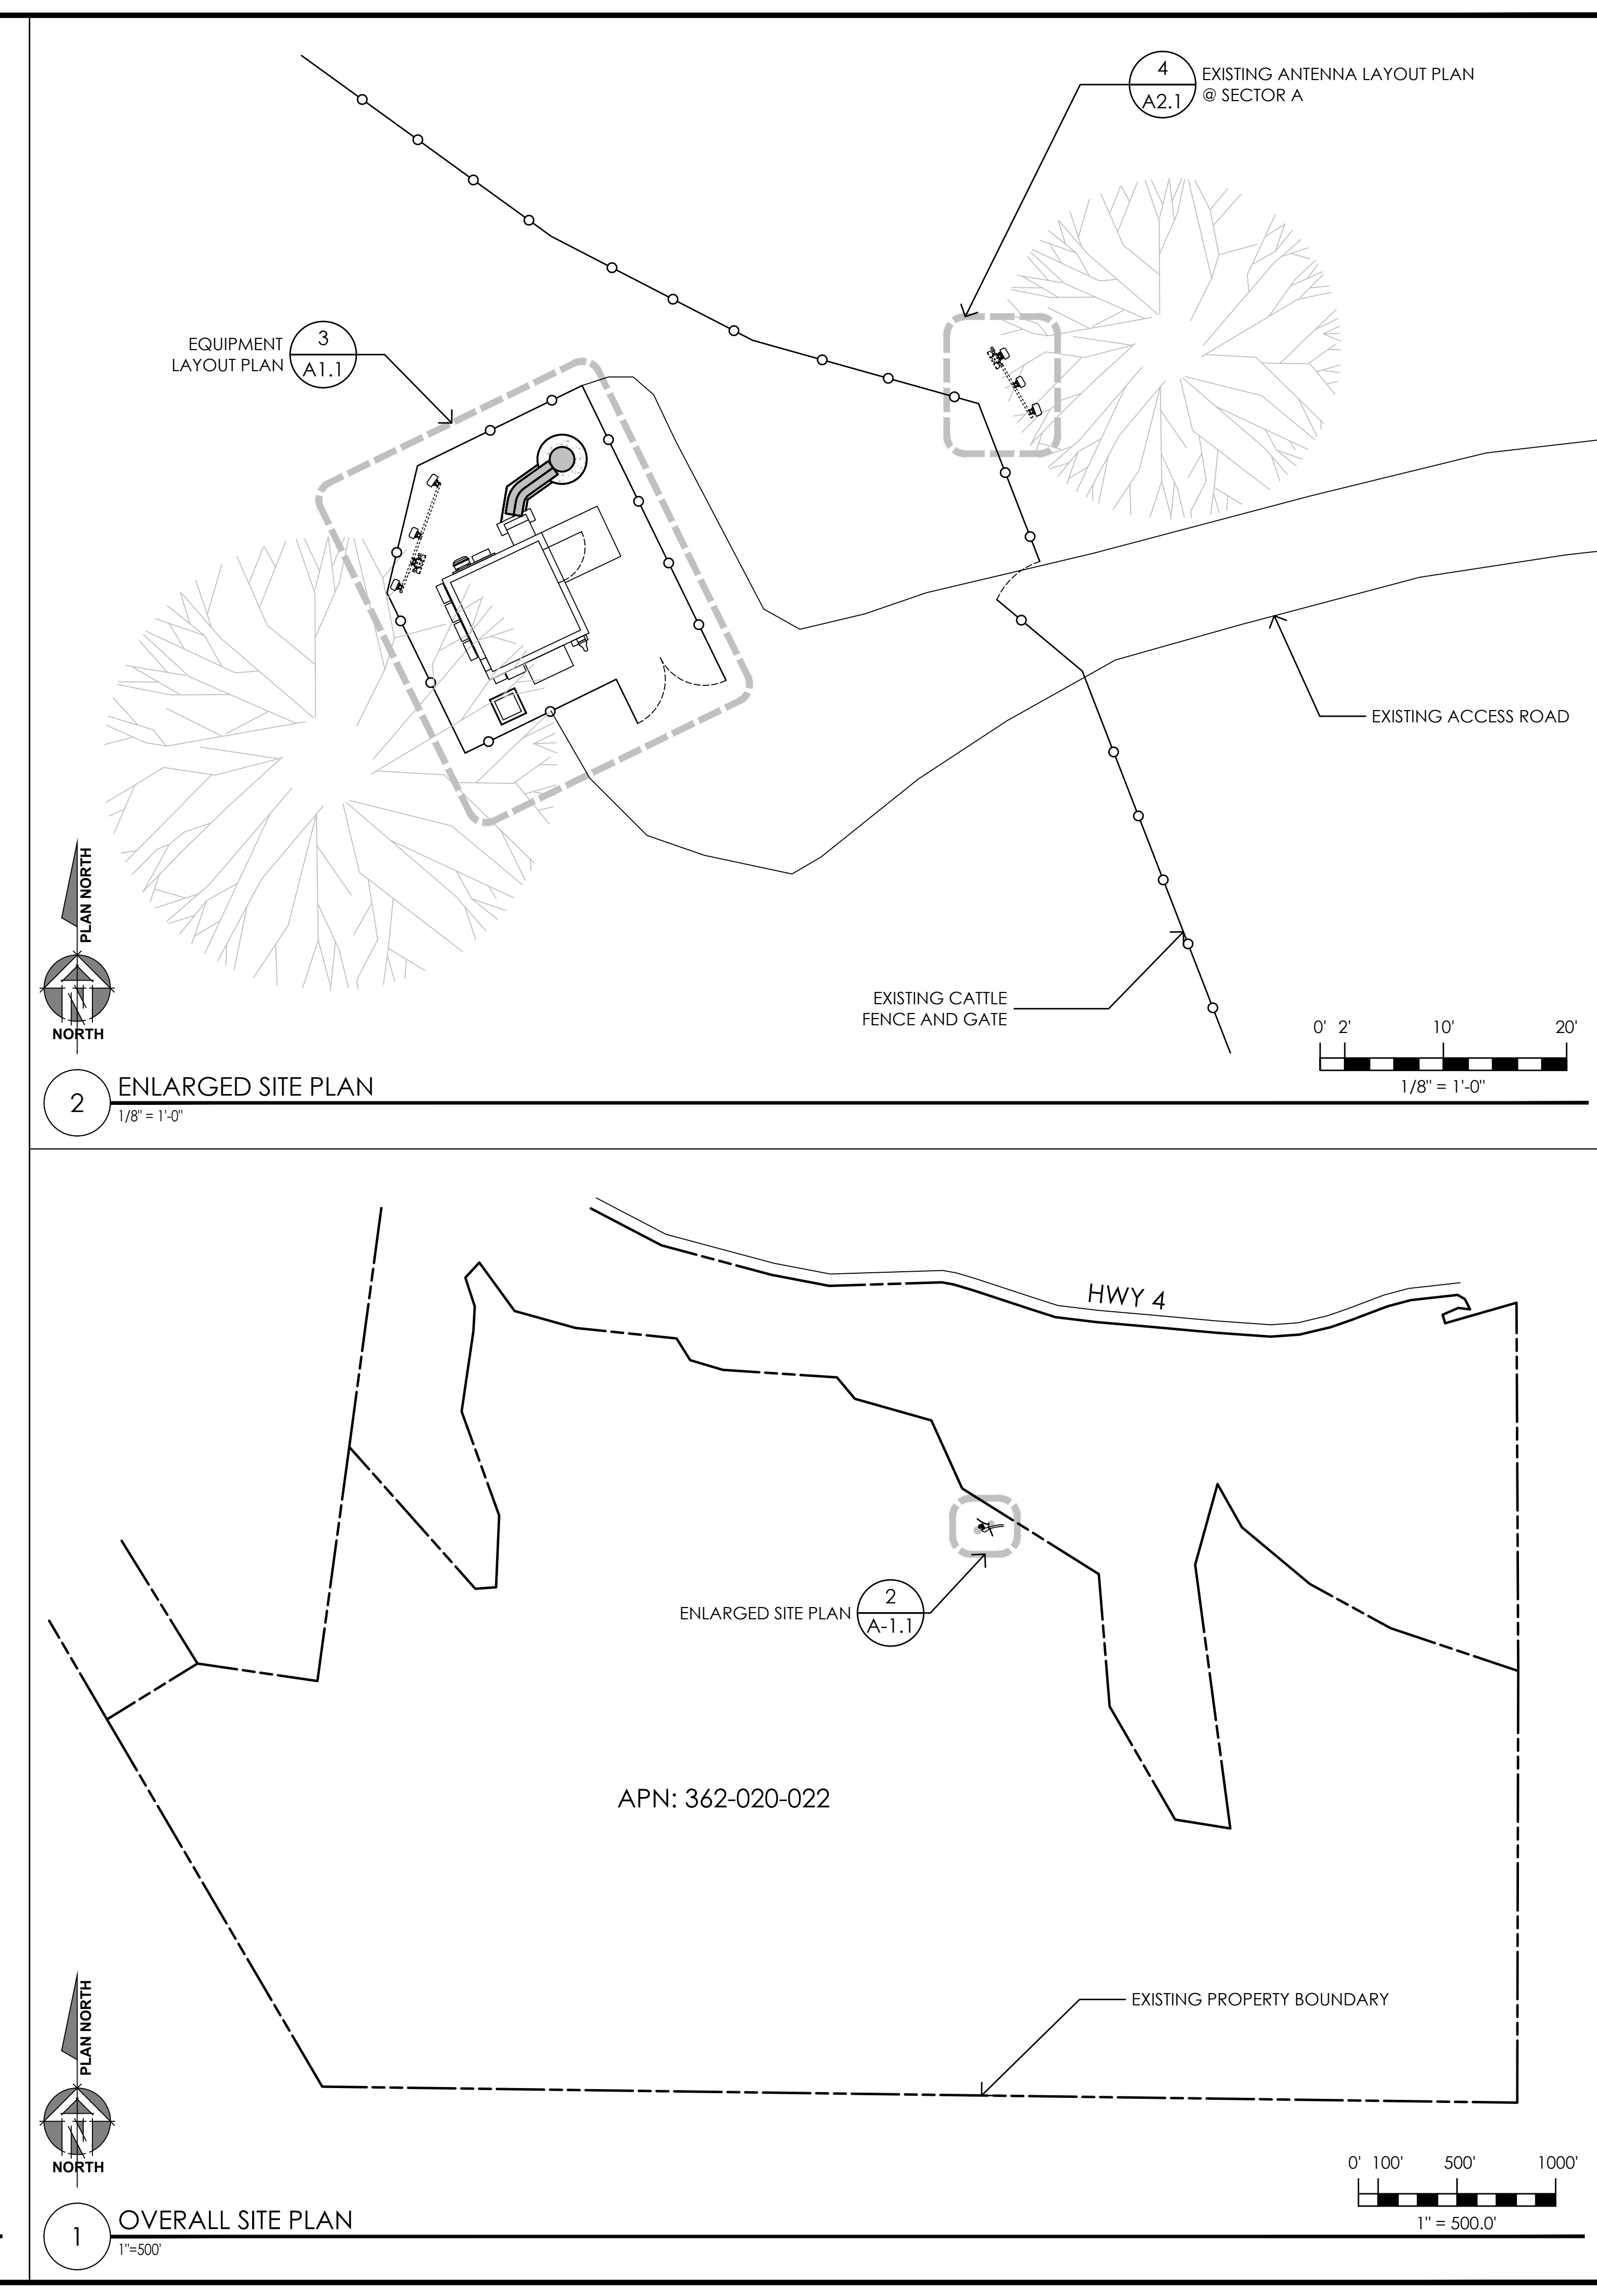 4
A2.1
EXISTING ANTENNA LAYOUT PLAN
@ SECTOR A
EQUIPMENT
LAYOUT PLAN
3
A1.1
EXISTING ACCESS ROAD
EXISTING CATTLE
FENCE AND GATE
PLAN NORTH
N
NORTH
0' 2' 10' 20'
1/8" = 1'-0"
2
ENLARGED SITE PLAN
1/8" = 1'-0"
HWY 4
ENLARGED SITE PLAN
2
A-1.1
APN: 362-020-022
EXISTING PROPERTY BOUNDARY
PLAN NORTH
N
NORTH
0' 100' 500' 1000'
1" = 500.0'
1
OVERALL SITE PLAN
1"=500'